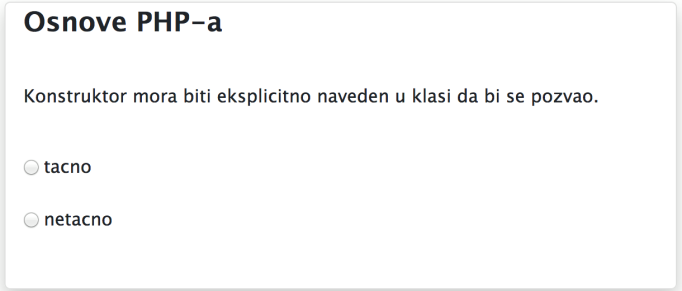 Osnove PHP-a
Konstruktor mora biti eksplicitno naveden u klasi da bi se pozvao.
tacno
netacno